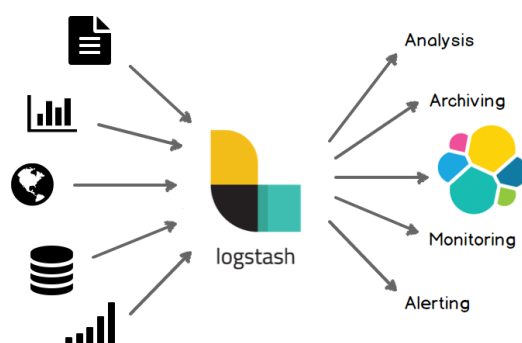 Analysis
Archiving
logstash
Monitoring
Alerting